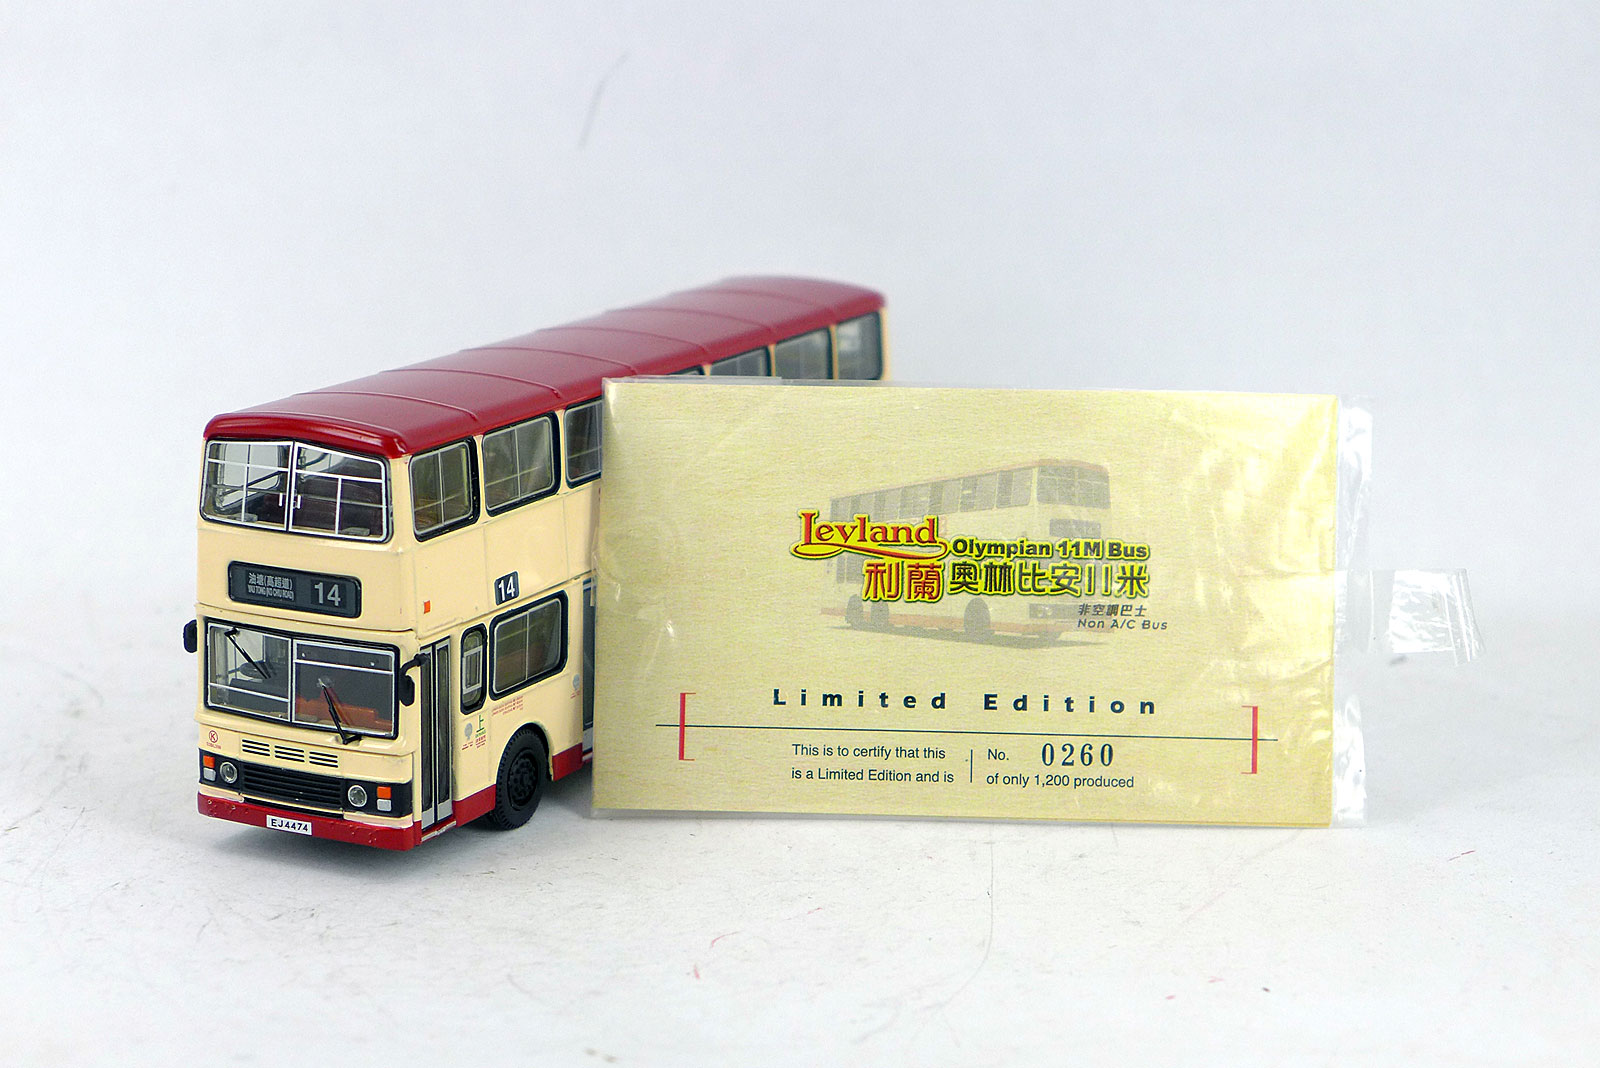 油塘(高超道)
YAU TONG (KO CHIU ROAD)
14
14
上
K
EJ4474
Leyland
Olympian 11M Bus
利蘭 奧林比安11米
非空調巴士
Non A/C Bus
Limited Edition
This is to certify that this
is a Limited Edition and is
No. 0260
of only 1,200 produced